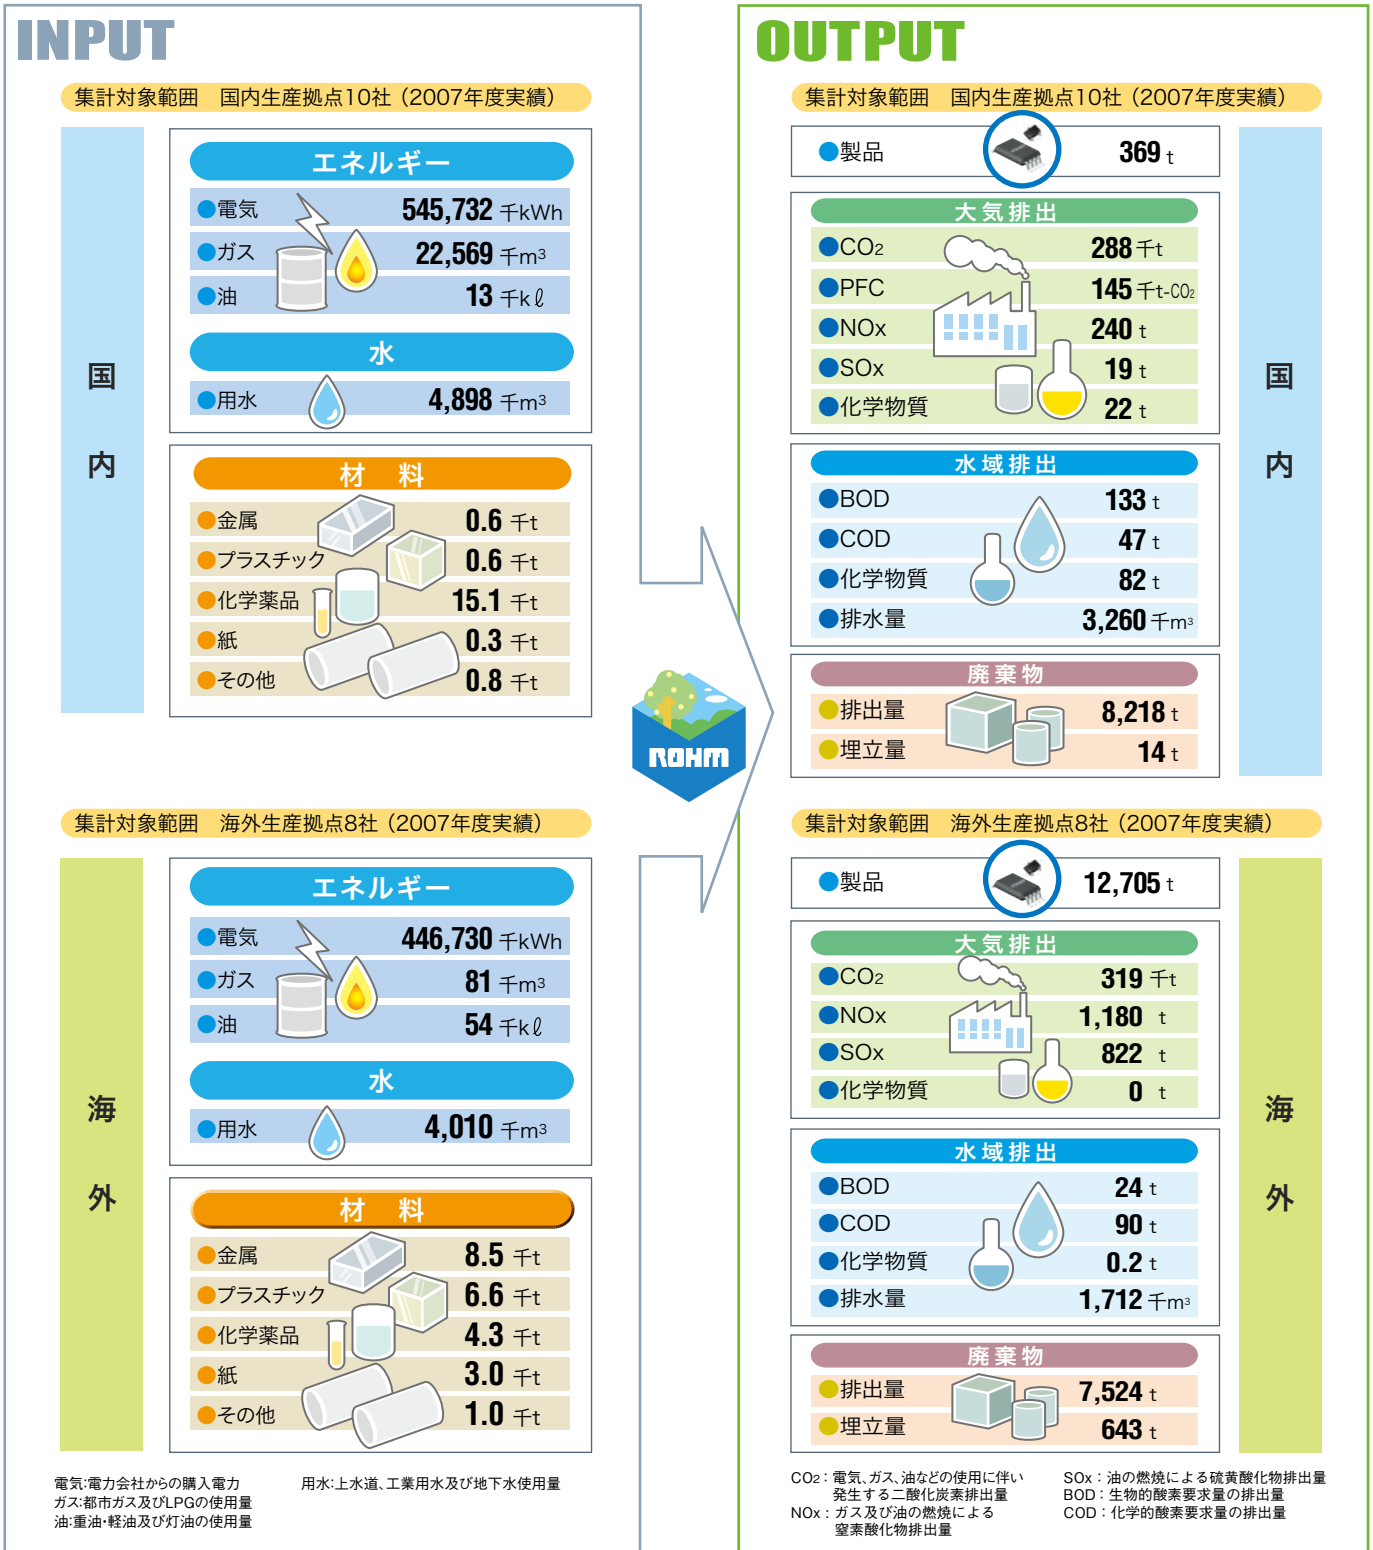 INPUT
集計対象範囲　国内生産拠点10社（2007年度実績）
国内
エネルギー
●電気 545,732 千kWh
●ガス 22,569 千m³
●油 13 千kℓ
水
●用水 4,898 千m³
材　料
●金属 0.6 千t
●プラスチック 0.6 千t
●化学薬品 15.1 千t
●紙 0.3 千t
●その他 0.8 千t
集計対象範囲　海外生産拠点8社（2007年度実績）
海外
エネルギー
●電気 446,730 千kWh
●ガス 81 千m³
●油 54 千kℓ
水
●用水 4,010 千m³
材　料
●金属 8.5 千t
●プラスチック 6.6 千t
●化学薬品 4.3 千t
●紙 3.0 千t
●その他 1.0 千t
電気:電力会社からの購入電力
ガス:都市ガス及びLPGの使用量
油:重油・軽油及び灯油の使用量
用水:上水道、工業用水及び地下水使用量
ROHM
OUTPUT
集計対象範囲　国内生産拠点10社（2007年度実績）
国内
●製品 369 t
大気排出
●CO₂ 288 千t
●PFC 145 千t-CO₂
●NOx 240 t
●SOx 19 t
●化学物質 22 t
水域排出
●BOD 133 t
●COD 47 t
●化学物質 82 t
●排水量 3,260 千m³
廃棄物
●排出量 8,218 t
●埋立量 14 t
集計対象範囲　海外生産拠点8社（2007年度実績）
海外
●製品 12,705 t
大気排出
●CO₂ 319 千t
●NOx 1,180 t
●SOx 822 t
●化学物質 0 t
水域排出
●BOD 24 t
●COD 90 t
●化学物質 0.2 t
●排水量 1,712 千m³
廃棄物
●排出量 7,524 t
●埋立量 643 t
CO₂：電気、ガス、油などの使用に伴い
発生する二酸化炭素排出量
NOx：ガス及び油の燃焼による
窒素酸化物排出量
SOx：油の燃焼による硫黄酸化物排出量
BOD：生物的酸素要求量の排出量
COD：化学的酸素要求量の排出量